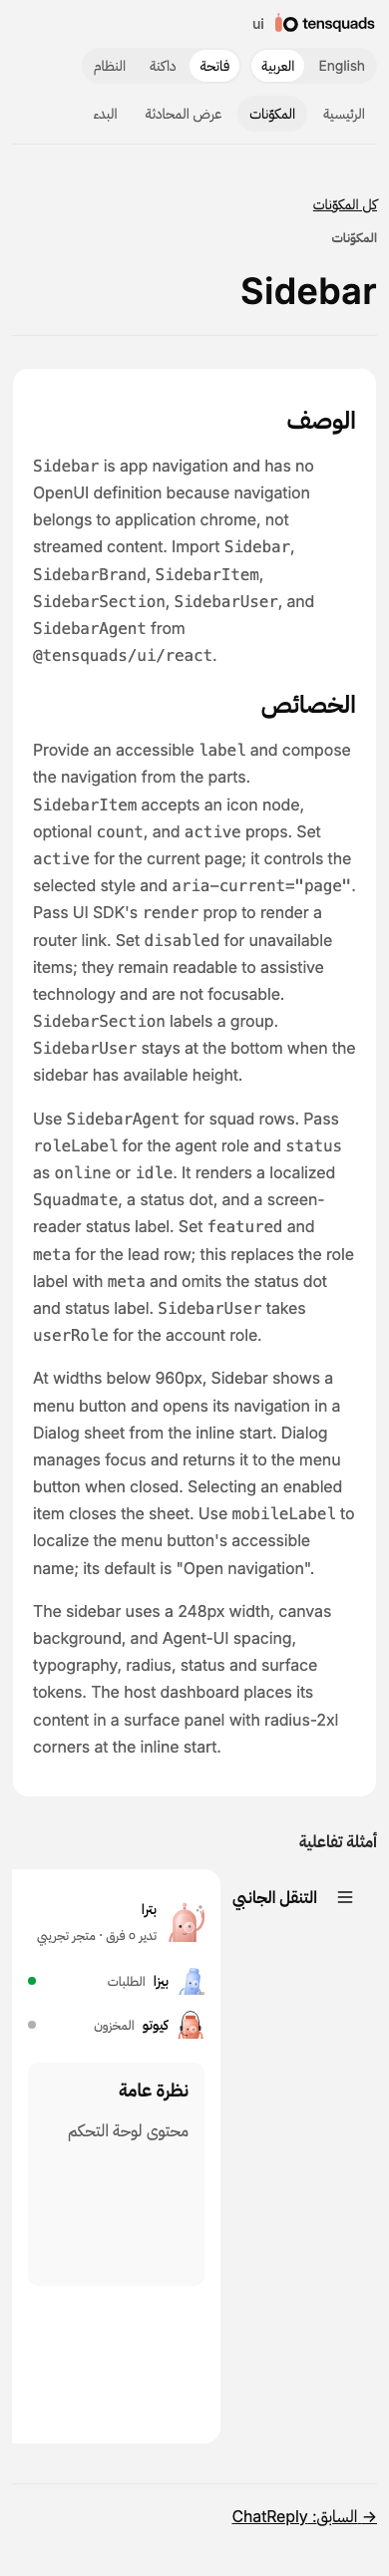 tensquads ui
English العربية فاتحة داكنة النظام
الرئيسية المكوّنات عرض المحادثة البدء
كل المكوّنات
المكوّنات
Sidebar
الوصف
Sidebar is app navigation and has no
OpenUI definition because navigation
belongs to application chrome, not
streamed content. Import Sidebar,
SidebarBrand, SidebarItem,
SidebarSection, SidebarUser, and
SidebarAgent from
@tensquads/ui/react.
الخصائص
Provide an accessible label and compose
the navigation from the parts.
SidebarItem accepts an icon node,
optional count, and active props. Set
active for the current page; it controls the
selected style and aria-current="page".
Pass UI SDK's render prop to render a
router link. Set disabled for unavailable
items; they remain readable to assistive
technology and are not focusable.
SidebarSection labels a group.
SidebarUser stays at the bottom when the
sidebar has available height.
Use SidebarAgent for squad rows. Pass
roleLabel for the agent role and status
as online or idle. It renders a localized
Squadmate, a status dot, and a screen-
reader status label. Set featured and
meta for the lead row; this replaces the role
label with meta and omits the status dot
and status label. SidebarUser takes
userRole for the account role.
At widths below 960px, Sidebar shows a
menu button and opens its navigation in a
Dialog sheet from the inline start. Dialog
manages focus and returns it to the menu
button when closed. Selecting an enabled
item closes the sheet. Use mobileLabel to
localize the menu button's accessible
name; its default is "Open navigation".
The sidebar uses a 248px width, canvas
background, and Agent-UI spacing,
typography, radius, status and surface
tokens. The host dashboard places its
content in a surface panel with radius-2xl
corners at the inline start.
أمثلة تفاعلية
التنقل الجانبي
بترا
تدير ٥ فرق · متجر تجريبي
بيزا الطلبات
كيوتو المخزون
نظرة عامة
محتوى لوحة التحكم
→ السابق: ChatReply